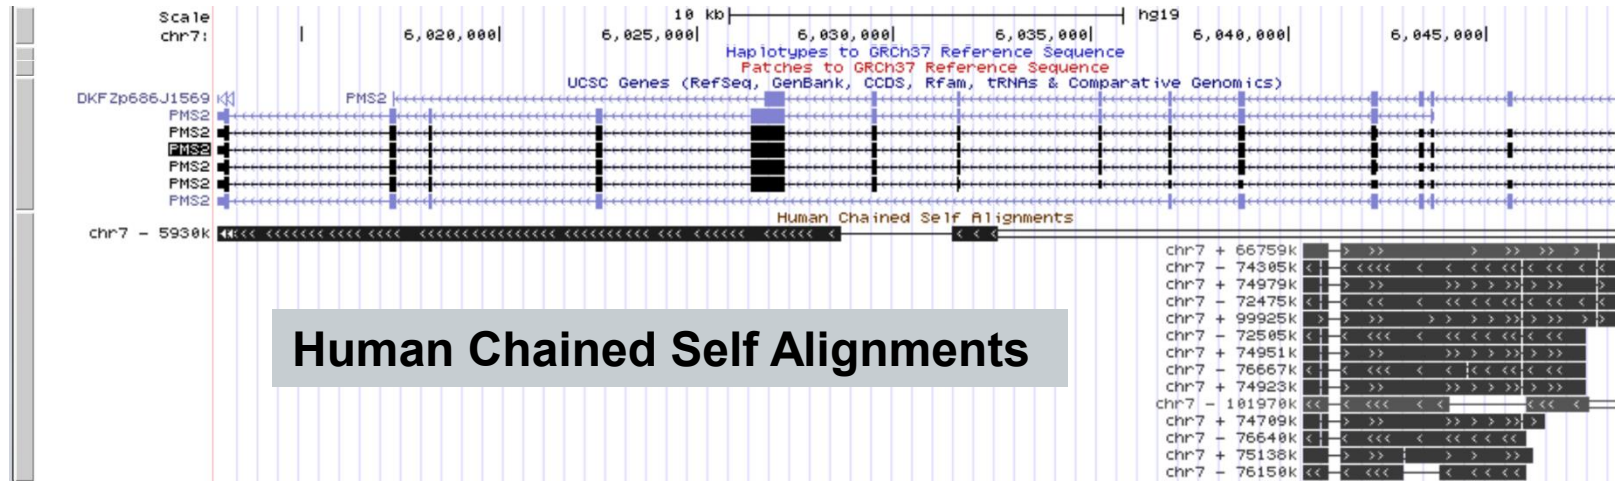 Scale 10 kb hg19
chr7: 6,020,000 6,025,000 6,030,000 6,035,000 6,040,000 6,045,000
Haplotypes to GRCh37 Reference Sequence
Patches to GRCh37 Reference Sequence
UCSC Genes (RefSeq, GenBank, CCDS, Rfam, tRNAs & Comparative Genomics)
DKFZp686J1569 PMS2
PMS2
PMS2
PMS2
PMS2
PMS2
PMS2
Human Chained Self Alignments
chr7 - 5930k
chr7 + 66759k
chr7 - 74305k
chr7 + 74979k
chr7 - 72475k
chr7 + 99925k
chr7 - 72505k
chr7 + 74951k
chr7 - 76667k
chr7 + 74923k
chr7 - 101970k
chr7 + 74709k
chr7 - 76640k
chr7 + 75138k
chr7 - 76150k
Human Chained Self Alignments